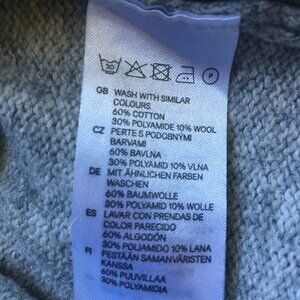 30 P
GB WASH WITH SIMILAR
COLOURS
60% COTTON
30% POLYAMIDE 10% WOOL
CZ PERTE S PODOBNÝMI
BARVAMI
60% BAVLNA
30% POLYAMID 10% VLNA
DE MIT ÄHNLICHEN FARBEN
WASCHEN
60% BAUMWOLLE
30% POLYAMID 10% WOLLE
ES LAVAR CON PRENDAS DE
COLOR PARECIDO
60% ALGODÓN
30% POLIAMIDO 10% LANA
FI PESTÄÄN SAMANVÄRISTEN
KANSSA
60% PUUVILLAA
30% POLYAMIDIA